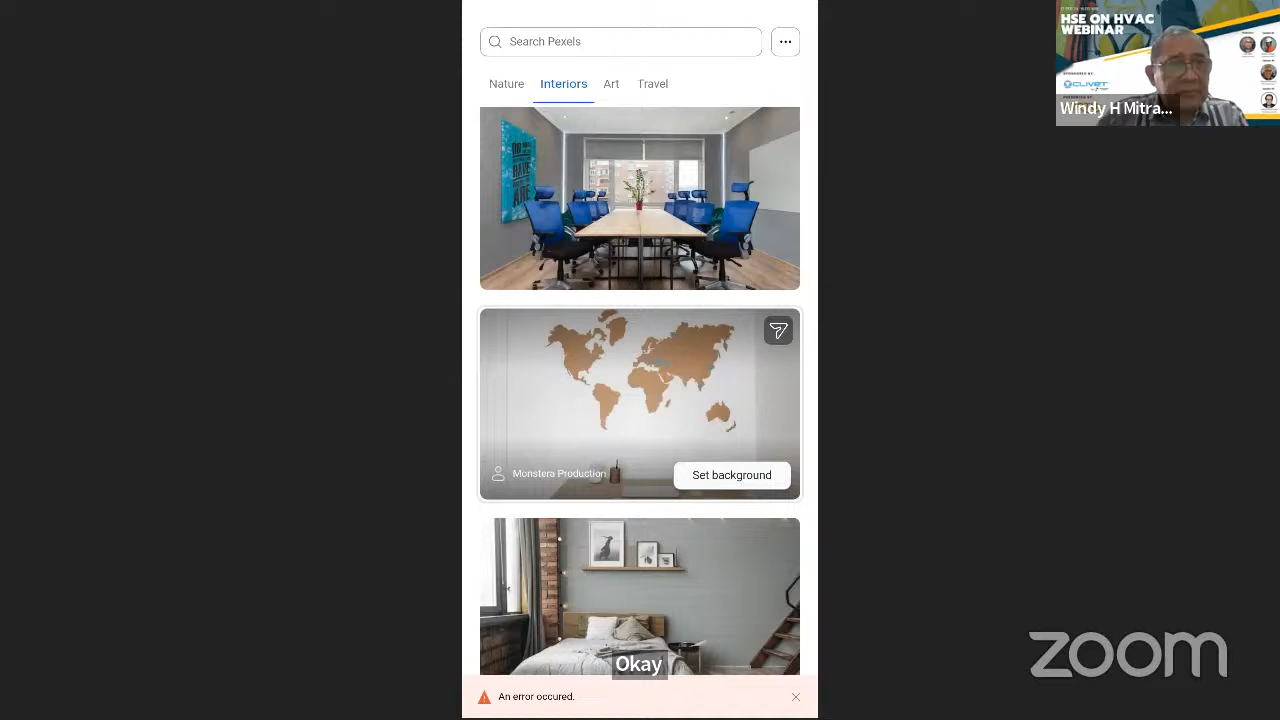 Search Pexels
Nature
Interiors
Art
Travel
Monstera Production
Set background
Okay
An error occured.
HSE ON HVAC
WEBINAR
CLIVET
Windy H Mitra...
zoom